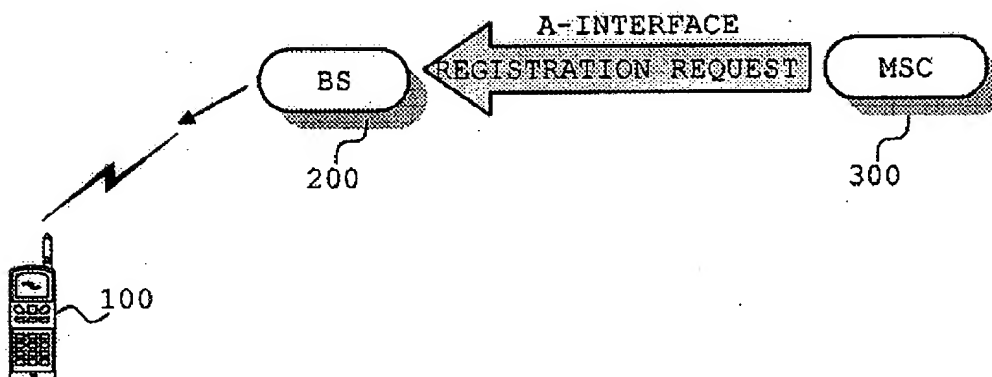 A-INTERFACE
BS
REGISTRATION REQUEST
MSC
200
300
100